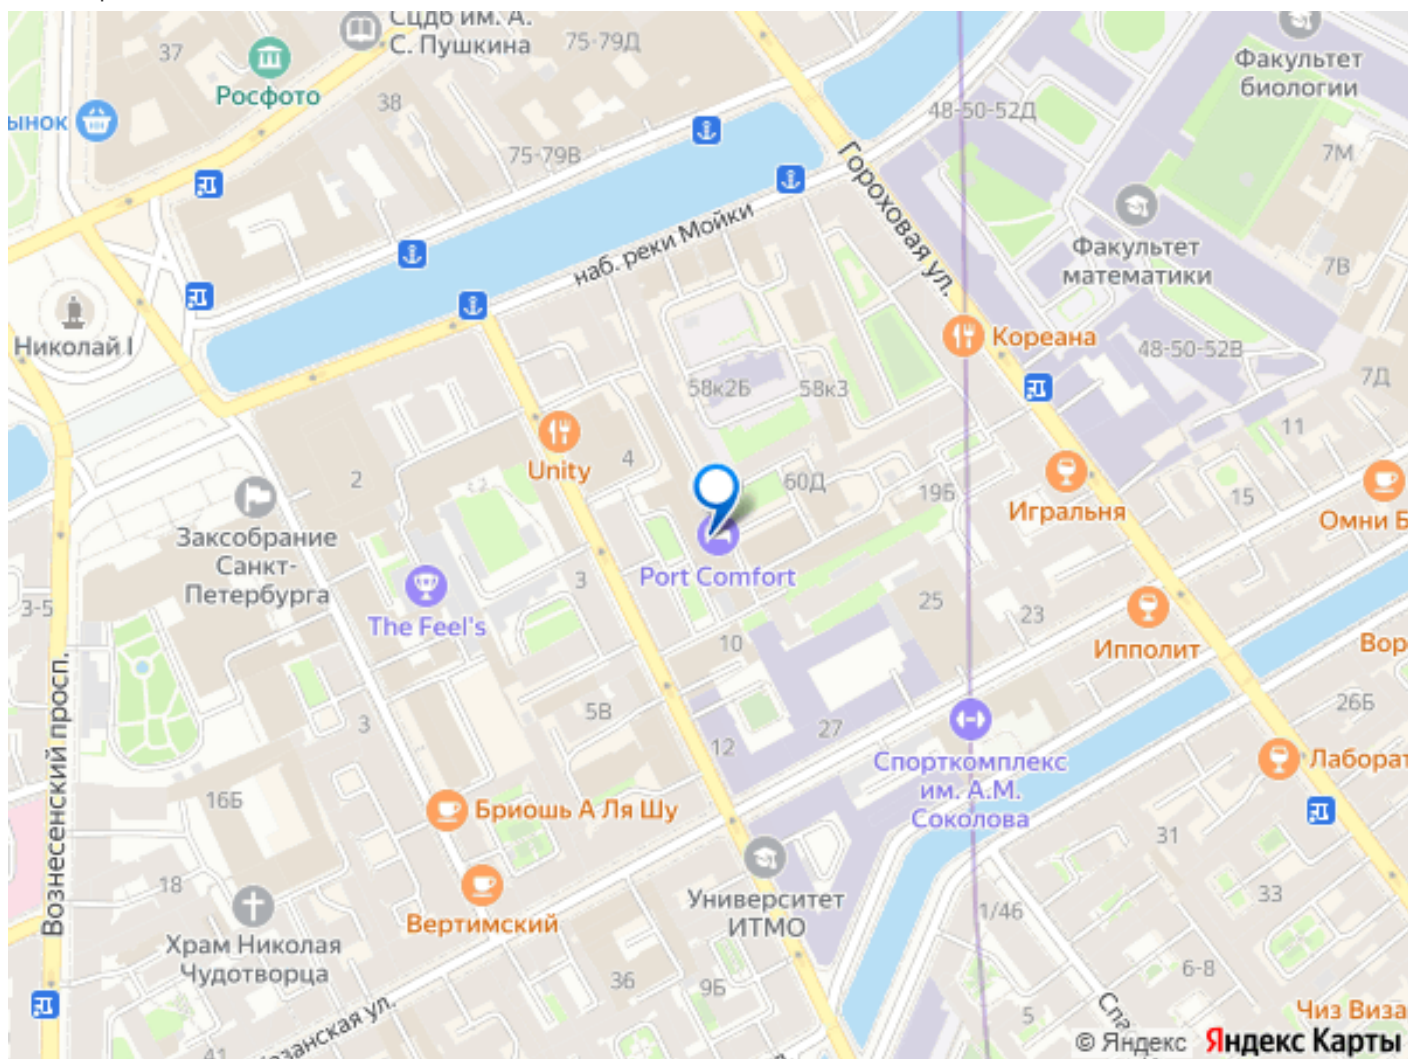 Сцдб им. А.
С. Пушкина
75-79Д
37
Росфото
38
ынок
75-79В
Факультет
биологии
48-50-52Д
7М
Гороховая ул.
Факультет
математики
7В
наб. реки Мойки
Николай I
Кореана
48-50-52В
7Д
58к2Б
58к3
11
Unity
4
2
60Д
19Б
15
Игральня
Омни Б
Заксобрание
Санкт-
Петербурга
Port Comfort
3
3-5
The Feel's
25
23
Ипполит
Вор
10
26Б
5В
3
12
27
Вознесенский просп.
Спорткомплекс
им. А.М.
Соколова
Лаборат
16Б
Бриошь А Ля Шу
31
18
Вертимский
Университет
ИТМО
33
1/46
Храм Николая
Чудотворца
36
9Б
6-8
5
Спа
Чиз Виза
41
азанская ул.
© Яндекс Яндекс Карты